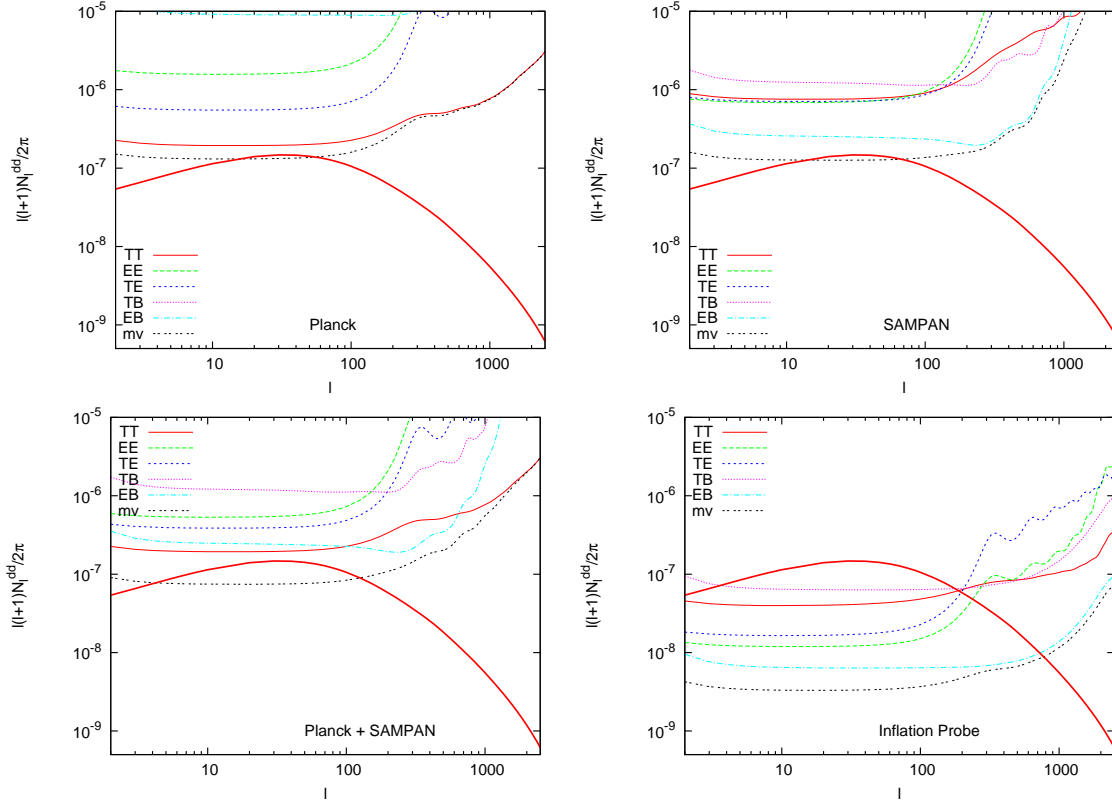 10^-5
10^-6
10^-7
10^-8
10^-9
l(l+1)N_l^dd/2π
TT
EE
TE
TB
EB
mv
Planck
10
100
1000
l
10^-5
10^-6
10^-7
10^-8
10^-9
l(l+1)N_l^dd/2π
TT
EE
TE
TB
EB
mv
SAMPAN
10
100
1000
l
10^-5
10^-6
10^-7
10^-8
10^-9
l(l+1)N_l^dd/2π
TT
EE
TE
TB
EB
mv
Planck + SAMPAN
10
100
1000
l
10^-5
10^-6
10^-7
10^-8
10^-9
l(l+1)N_l^dd/2π
TT
EE
TE
TB
EB
mv
Inflation Probe
10
100
1000
l